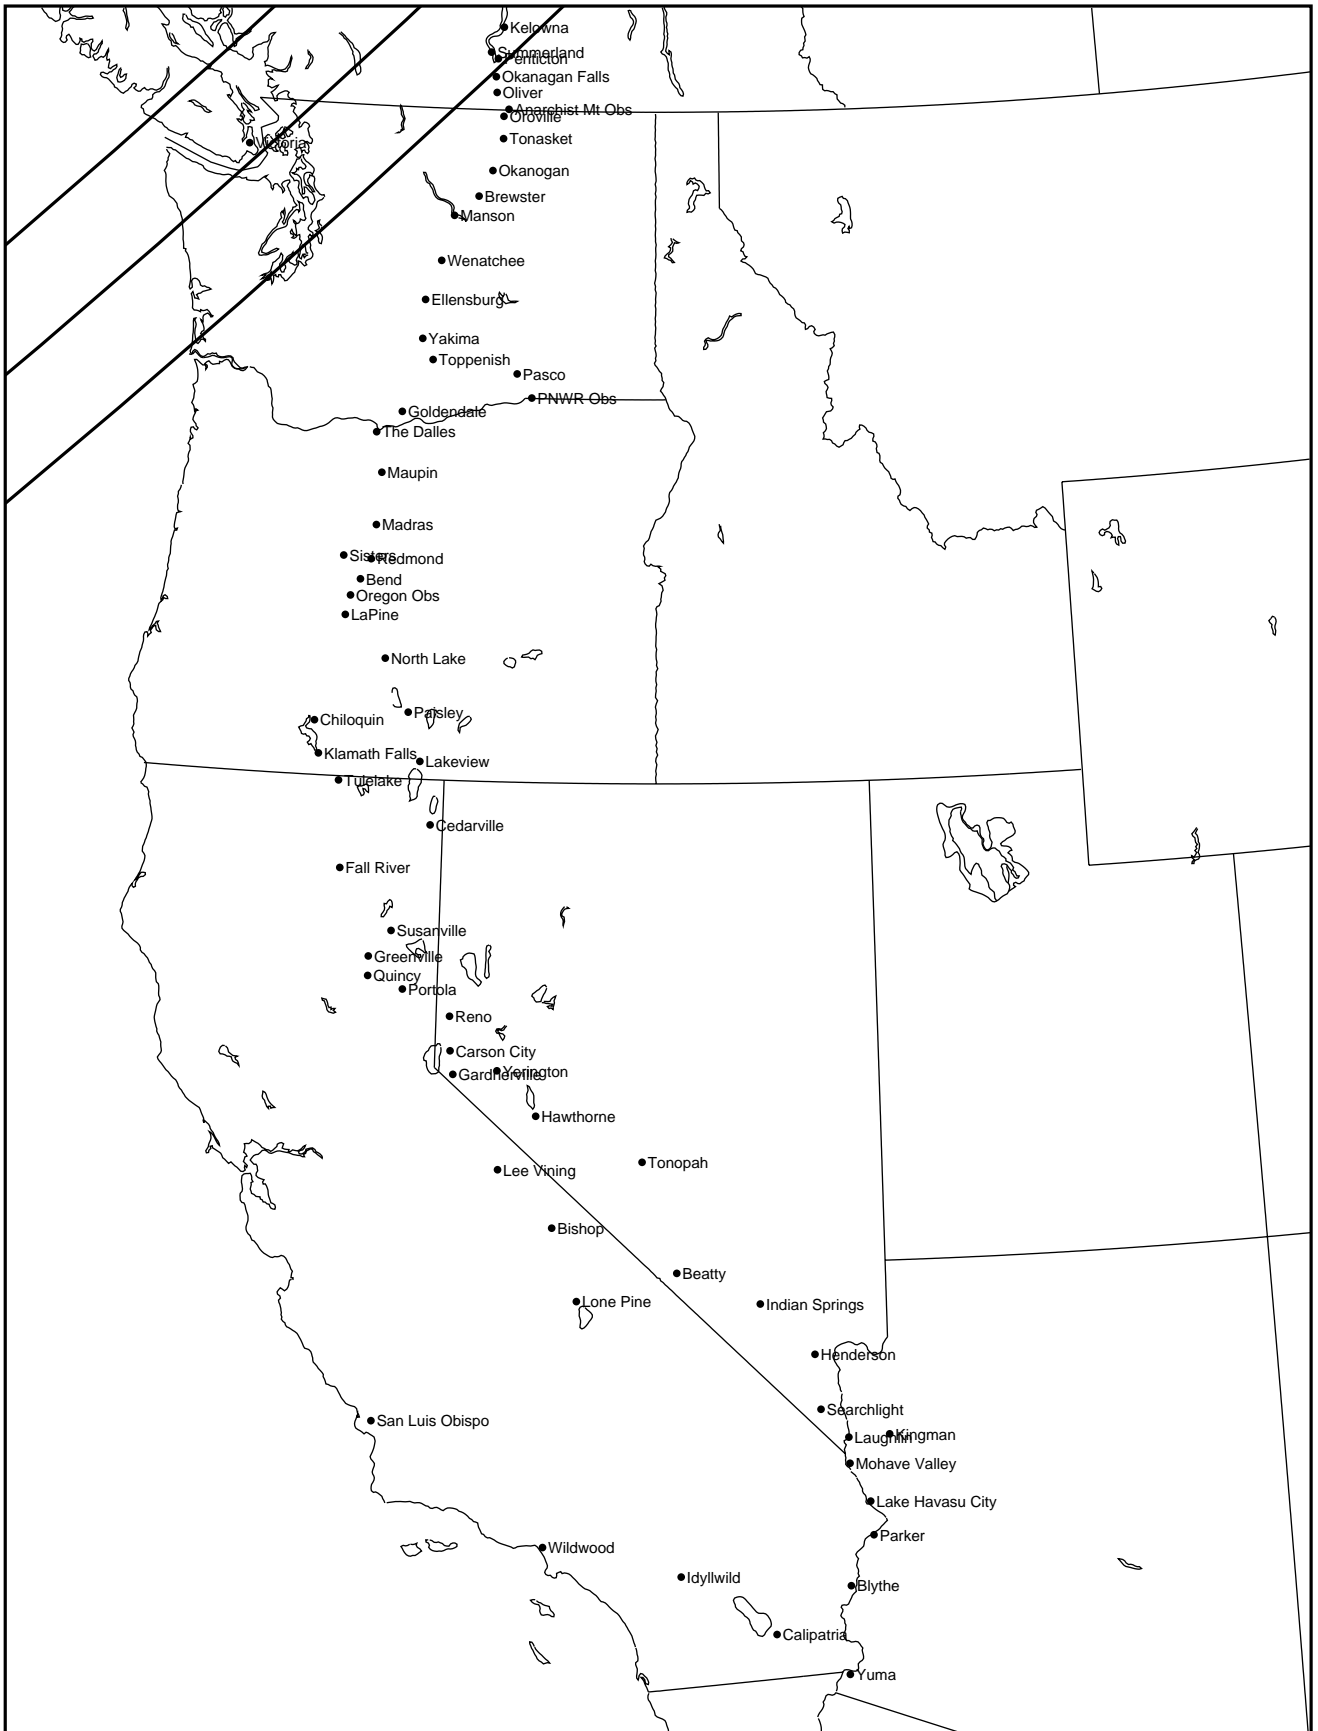 Kelowna
Summerland
Penticton
Okanagan Falls
Oliver
Anarchist Mt Obs
Oroville
Tonasket
Victoria
Okanogan
Brewster
Manson
Wenatchee
Ellensburg
Yakima
Toppenish
Pasco
PNWR Obs
Goldendale
The Dalles
Maupin
Madras
Sisters
Redmond
Bend
Oregon Obs
LaPine
North Lake
Paisley
Chiloquin
Klamath Falls
Lakeview
Tulelake
Cedarville
Fall River
Susanville
Greenville
Quincy
Portola
Reno
Carson City
Yerington
Gardnerville
Hawthorne
Tonopah
Lee Vining
Bishop
Beatty
Lone Pine
Indian Springs
Henderson
Searchlight
San Luis Obispo
Kingman
Laughlin
Mohave Valley
Lake Havasu City
Parker
Wildwood
Idyllwild
Blythe
Calipatria
Yuma